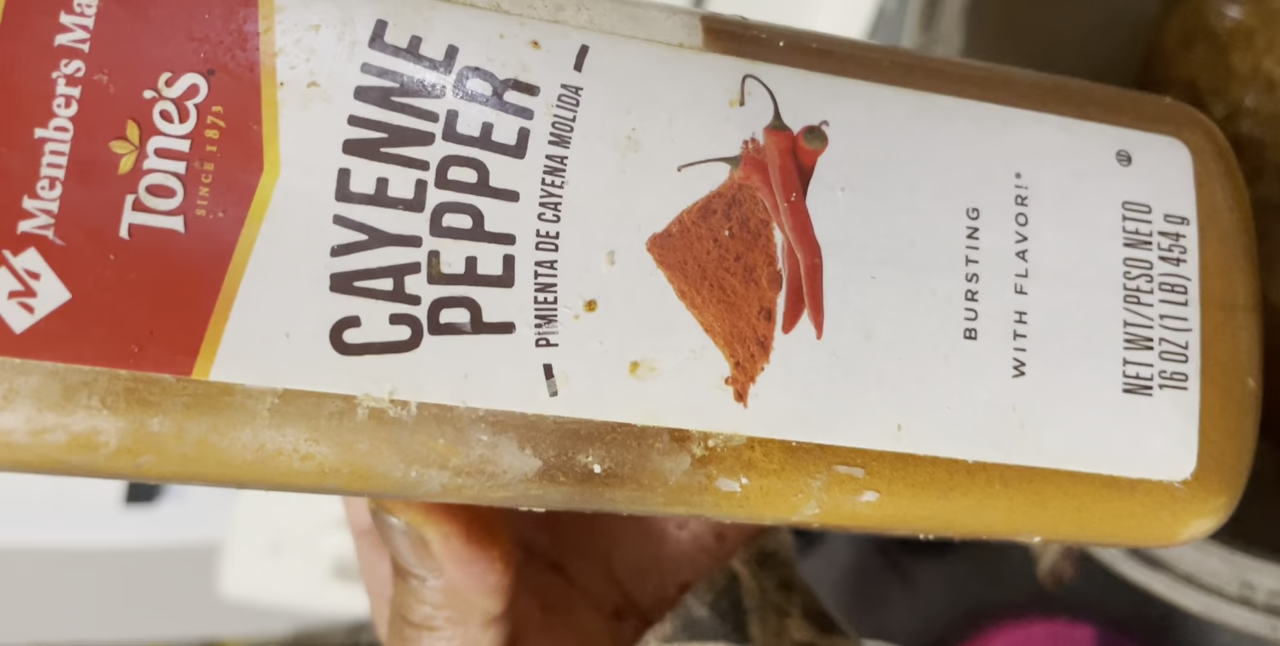 Member's Ma
Tone's
SINCE 1873
CAYENNE
PEPPER
PIMIENTA DE CAYENA MOLIDA
BURSTING
WITH FLAVOR!®
NET WT/PESO NETO
16 OZ (1 LB) 454 g